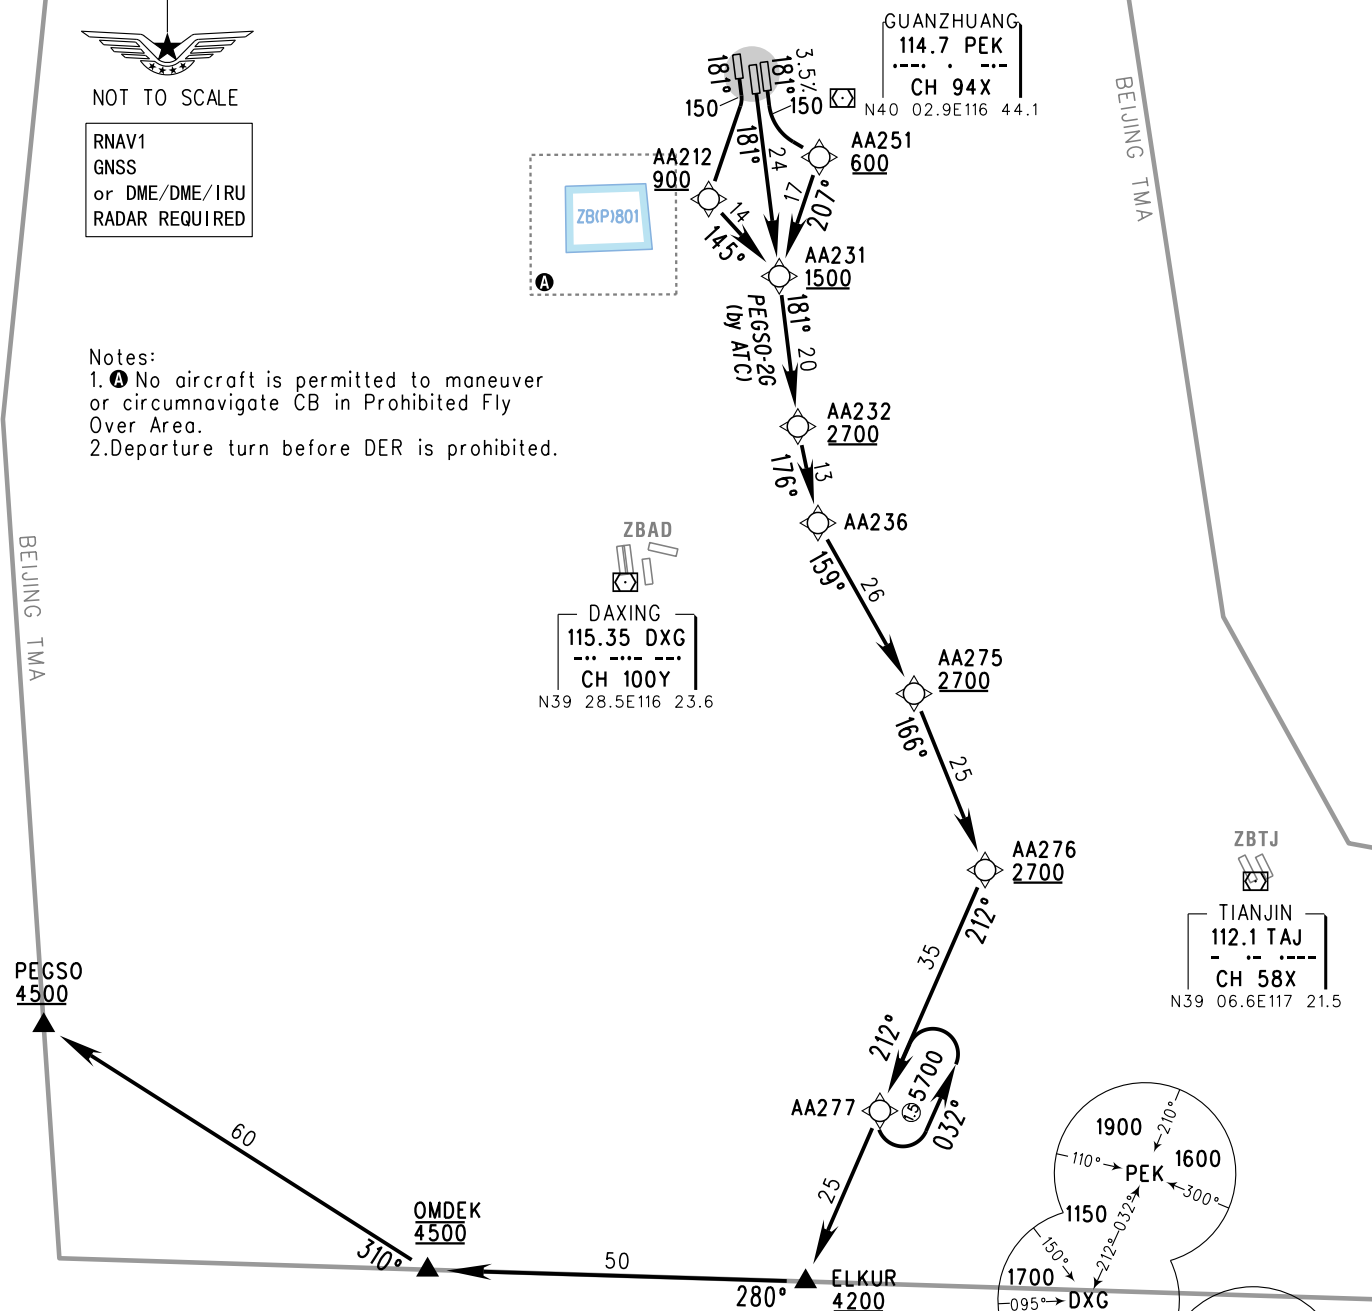 NOT TO SCALE
RNAV1
GNSS
or DME/DME/IRU
RADAR REQUIRED
GUANZHUANG
114.7 PEK
CH 94X
N40 02.9E116 44.1
181°
181°
3.5%
150
150
AA212
900
181°
24
AA251
600
17
207°
14
145°
ZB(P)801
A
AA231
1500
181°
20
PEGSO-2G
(by ATC)
AA232
2700
176°
13
AA236
Notes:
1. A No aircraft is permitted to maneuver
or circumnavigate CB in Prohibited Fly
Over Area.
2.Departure turn before DER is prohibited.
BEIJING TMA
BEIJING TMA
ZBAD
DAXING
115.35 DXG
CH 100Y
N39 28.5E116 23.6
159°
26
AA275
2700
166°
25
AA276
2700
212°
35
212°
ZBTJ
TIANJIN
112.1 TAJ
CH 58X
N39 06.6E117 21.5
PEGSO
4500
60
AA277
1.5
5700
032°
25
OMDEK
4500
310°
50
ELKUR
4200
280°
1900
210°
110°
PEK
1600
300°
1150
032°
212°
150°
1700
095°
DXG